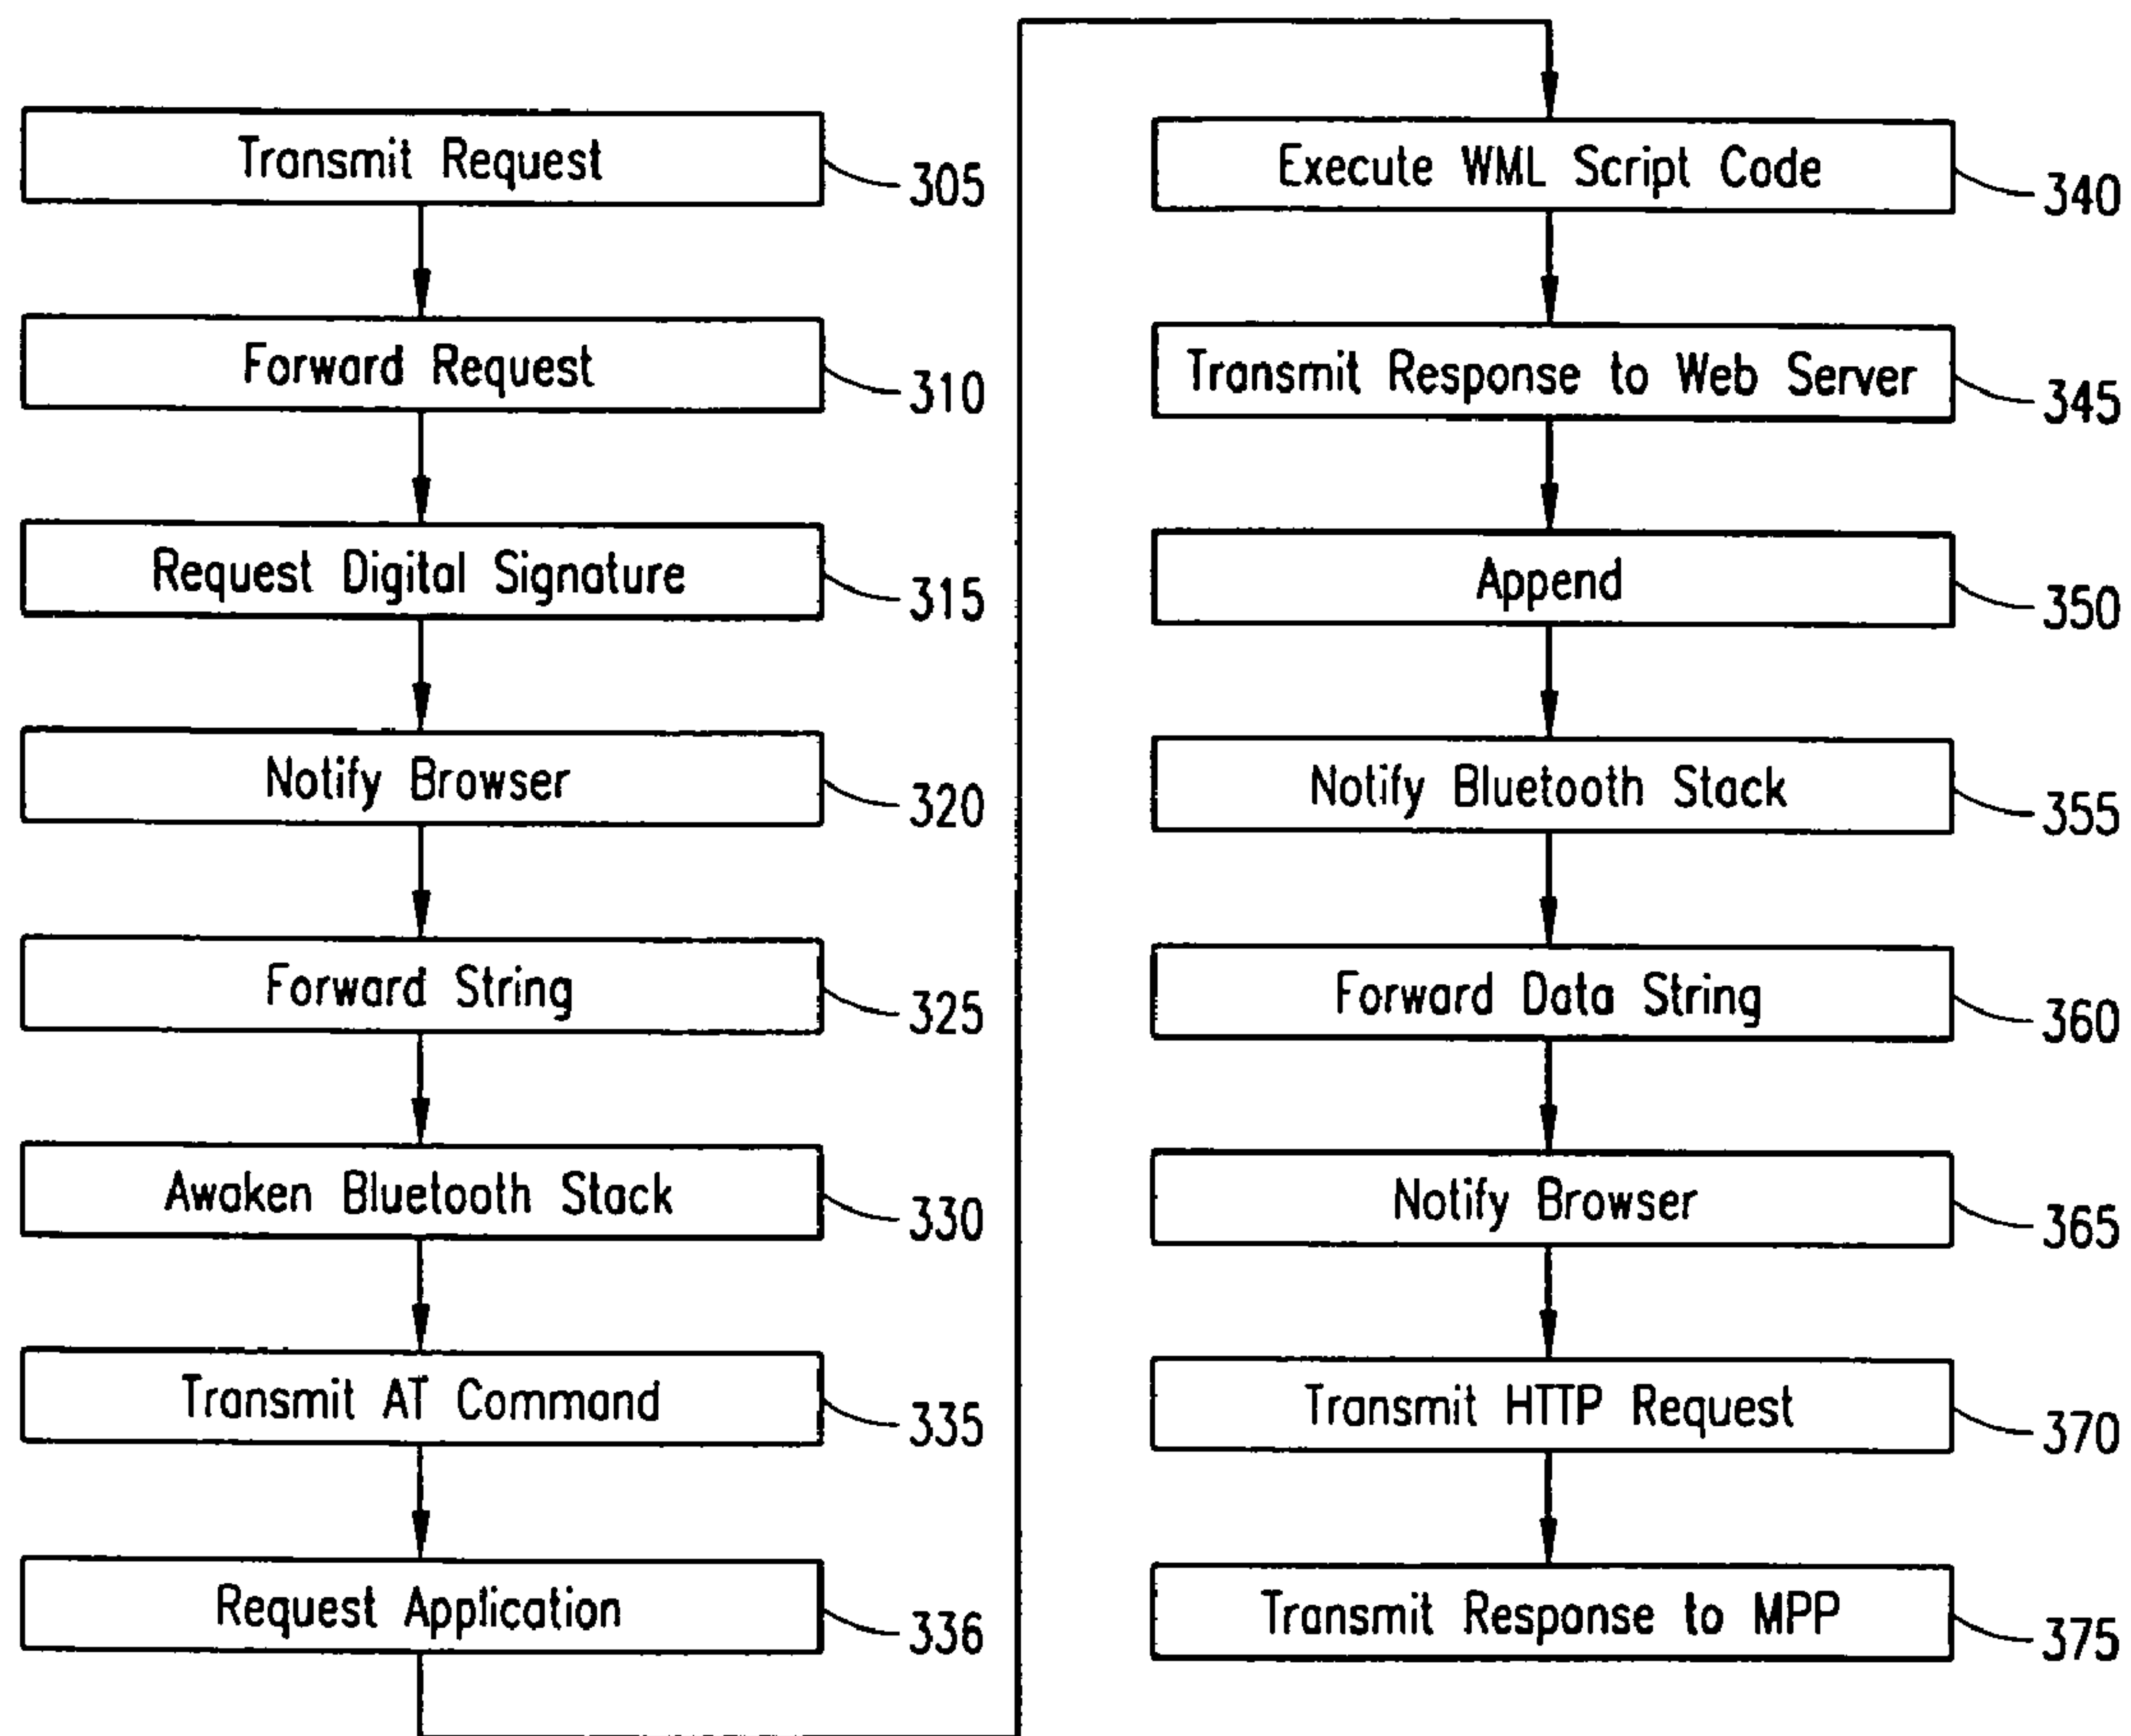 Transmit Request
305
Forward Request
310
Request Digital Signature
315
Notify Browser
320
Forward String
325
Awaken Bluetooth Stack
330
Transmit AT Command
335
Request Application
336
Execute WML Script Code
340
Transmit Response to Web Server
345
Append
350
Notify Bluetooth Stack
355
Forward Data String
360
Notify Browser
365
Transmit HTTP Request
370
Transmit Response to MPP
375